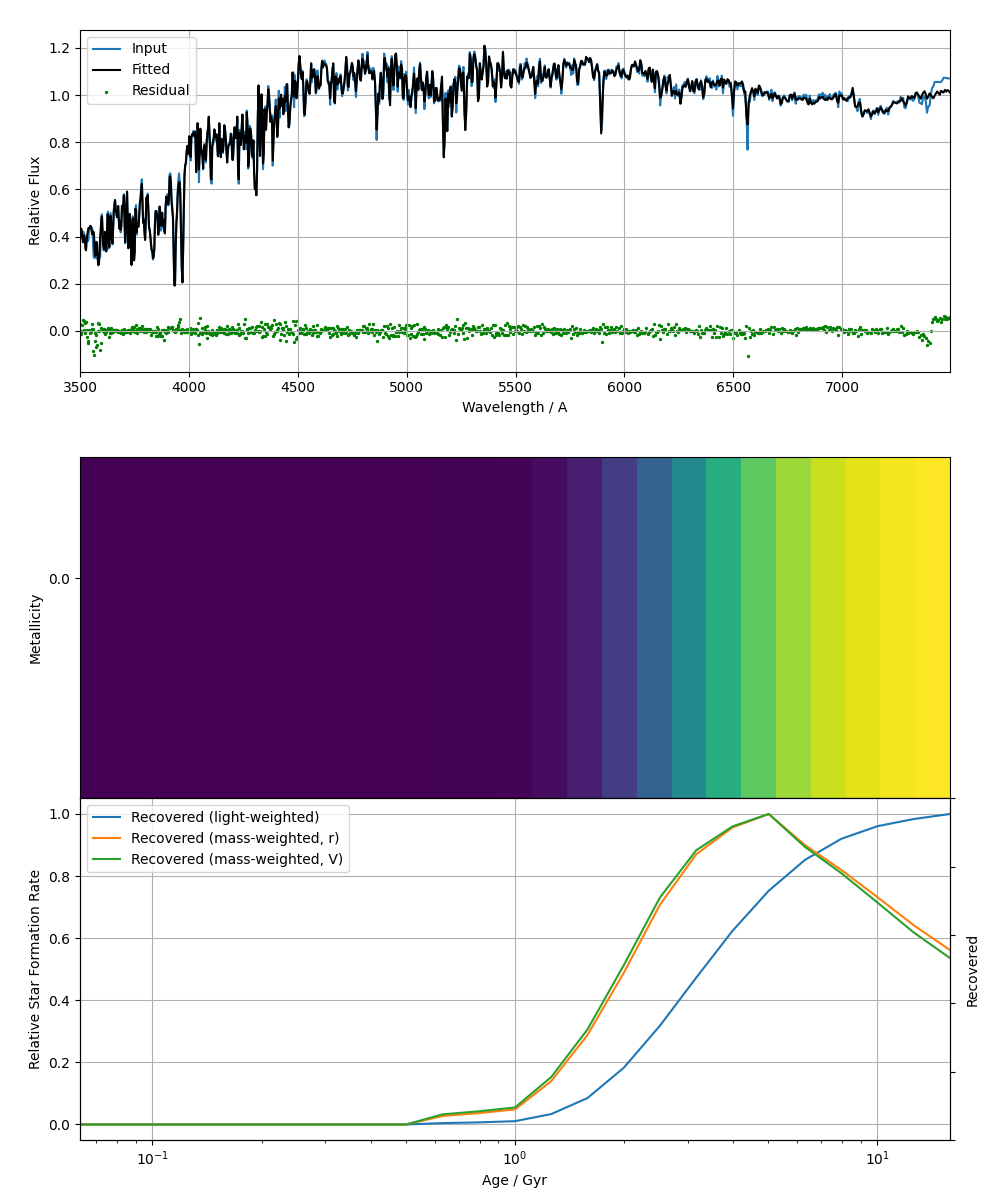 1.2
1.0
0.8
0.6
0.4
0.2
0.0
Relative Flux
Input
Fitted
Residual
3500 4000 4500 5000 5500 6000 6500 7000
Wavelength / A
0.0
Metallicity
1.0
0.8
0.6
0.4
0.2
0.0
Relative Star Formation Rate
Recovered (light-weighted)
Recovered (mass-weighted, r)
Recovered (mass-weighted, V)
Recovered
10⁻¹ 10⁰ 10¹
Age / Gyr